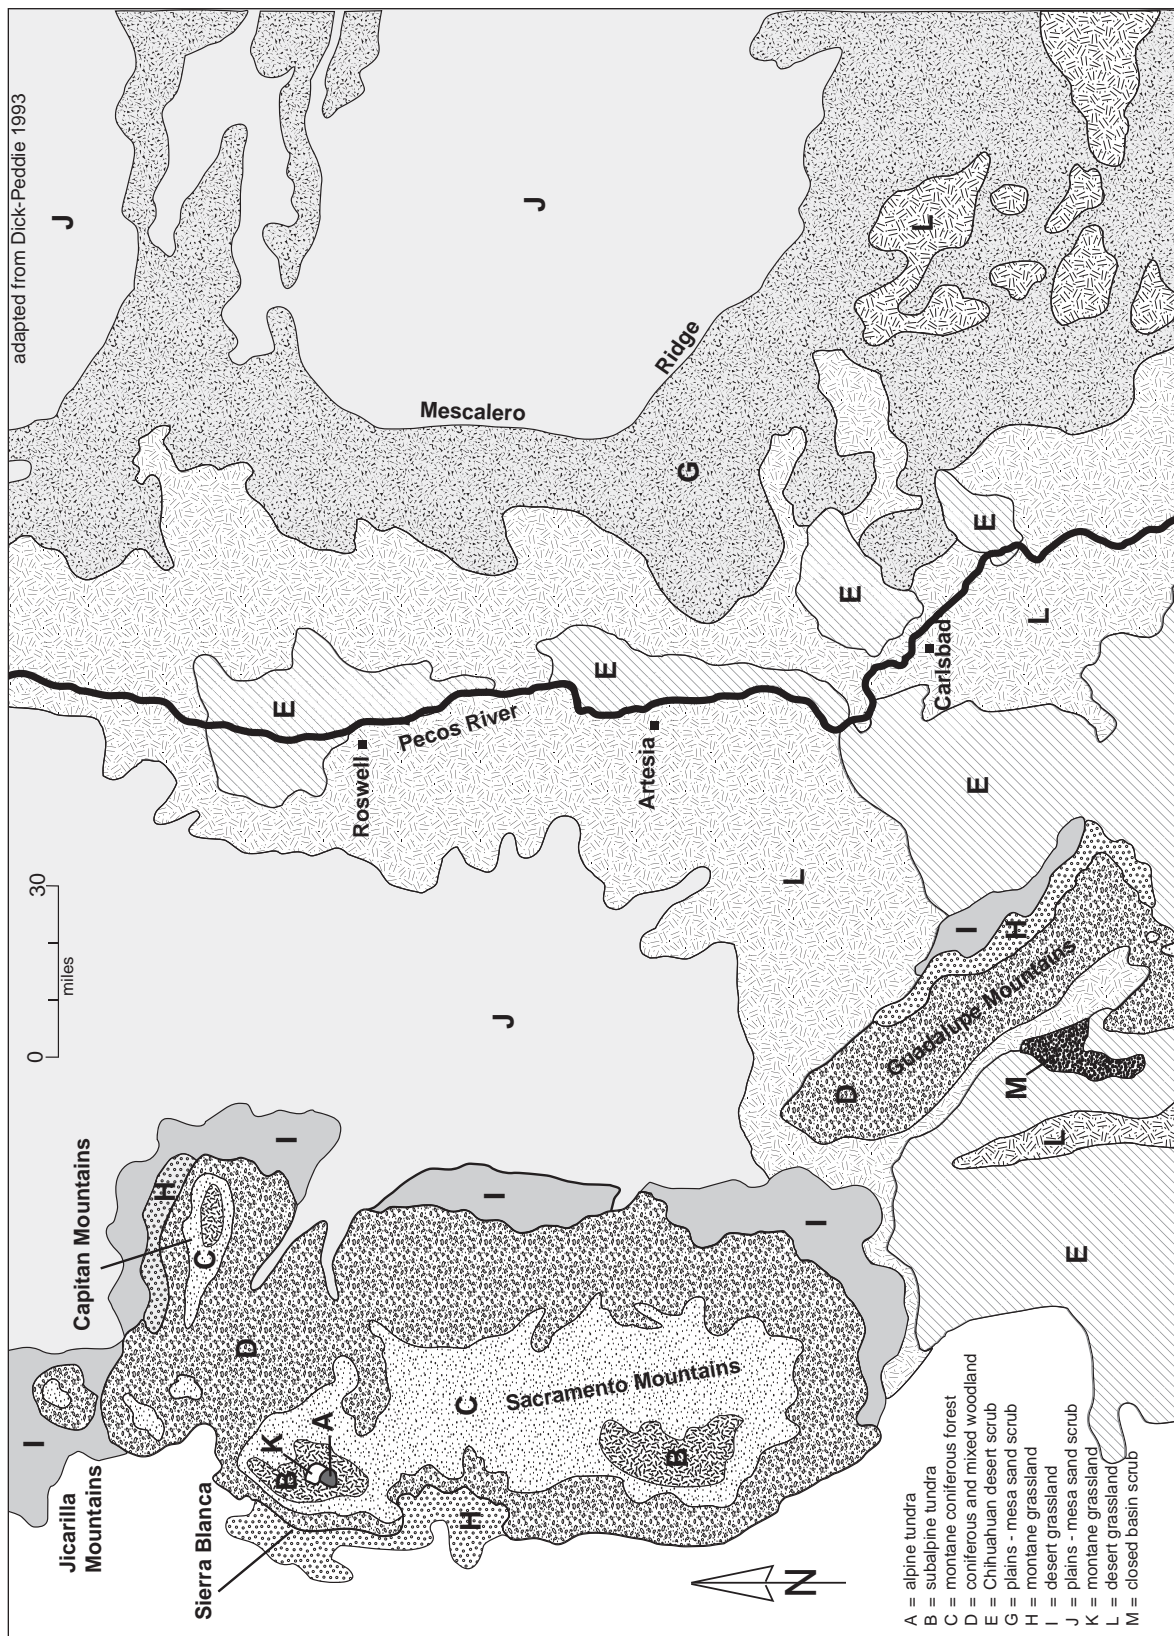 adapted from Dick-Peddie 1993
I
0 30
miles
J
Jicarilla
Mountains
Capitan Mountains
H
Sierra Blanca
C
D
K
B
I
E
A
Roswell
Pecos River
H
C
I
J
Mescalero
J
Sacramento Mountains
E
Artesia
B
Ridge
G
N
L
I
D
E
L
Guadalupe Mountains
Carlsbad
I
E
E
H
M
L
L
E
A = alpine tundra
B = subalpine tundra
C = montane coniferous forest
D = coniferous and mixed woodland
E = Chihuahuan desert scrub
G = plains - mesa sand scrub
H = montane grassland
I = desert grassland
J = plains - mesa sand scrub
K = montane grassland
L = desert grassland
M = closed basin scrub